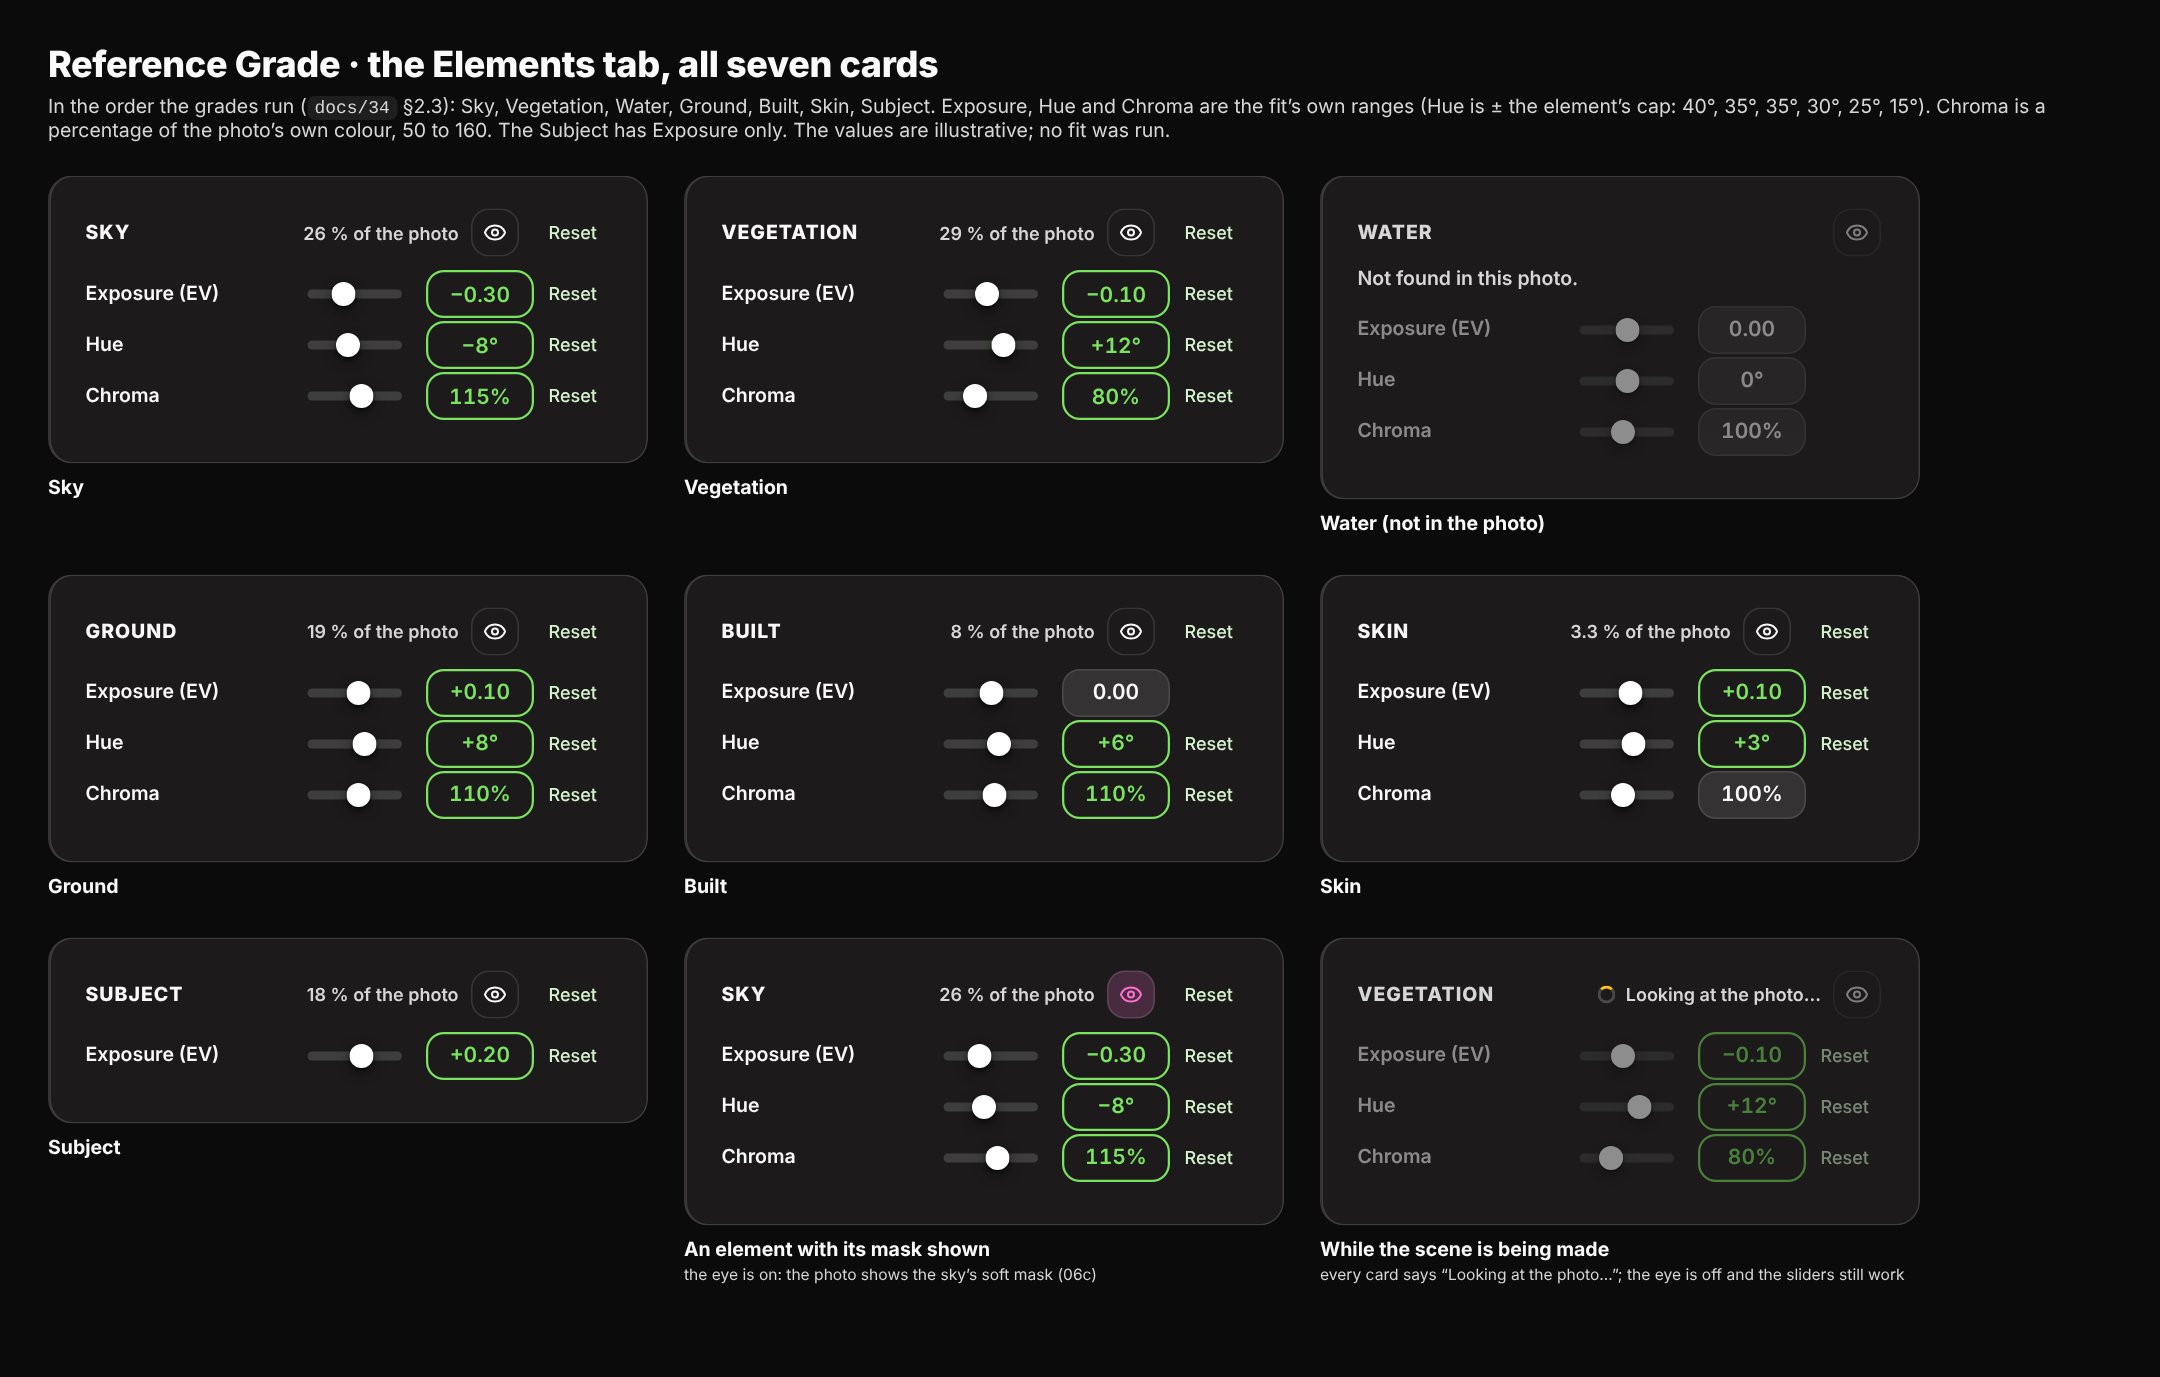 Reference Grade · the Elements tab, all seven cards
In the order the grades run ( docs/34 §2.3): Sky, Vegetation, Water, Ground, Built, Skin, Subject. Exposure, Hue and Chroma are the fit’s own ranges (Hue is ± the element’s cap: 40°, 35°, 35°, 30°, 25°, 15°). Chroma is a
percentage of the photo’s own colour, 50 to 160. The Subject has Exposure only. The values are illustrative; no fit was run.
SKY 26 % of the photo Reset
Exposure (EV) −0.30 Reset
Hue −8° Reset
Chroma 115% Reset
Sky
VEGETATION 29 % of the photo Reset
Exposure (EV) −0.10 Reset
Hue +12° Reset
Chroma 80% Reset
Vegetation
WATER
Not found in this photo.
Exposure (EV) 0.00
Hue 0°
Chroma 100%
Water (not in the photo)
GROUND 19 % of the photo Reset
Exposure (EV) +0.10 Reset
Hue +8° Reset
Chroma 110% Reset
Ground
BUILT 8 % of the photo Reset
Exposure (EV) 0.00
Hue +6° Reset
Chroma 110% Reset
Built
SKIN 3.3 % of the photo Reset
Exposure (EV) +0.10 Reset
Hue +3° Reset
Chroma 100%
Skin
SUBJECT 18 % of the photo Reset
Exposure (EV) +0.20 Reset
Subject
SKY 26 % of the photo Reset
Exposure (EV) −0.30 Reset
Hue −8° Reset
Chroma 115% Reset
An element with its mask shown
the eye is on: the photo shows the sky’s soft mask (06c)
VEGETATION Looking at the photo…
Exposure (EV) −0.10 Reset
Hue +12° Reset
Chroma 80% Reset
While the scene is being made
every card says “Looking at the photo…”; the eye is off and the sliders still work